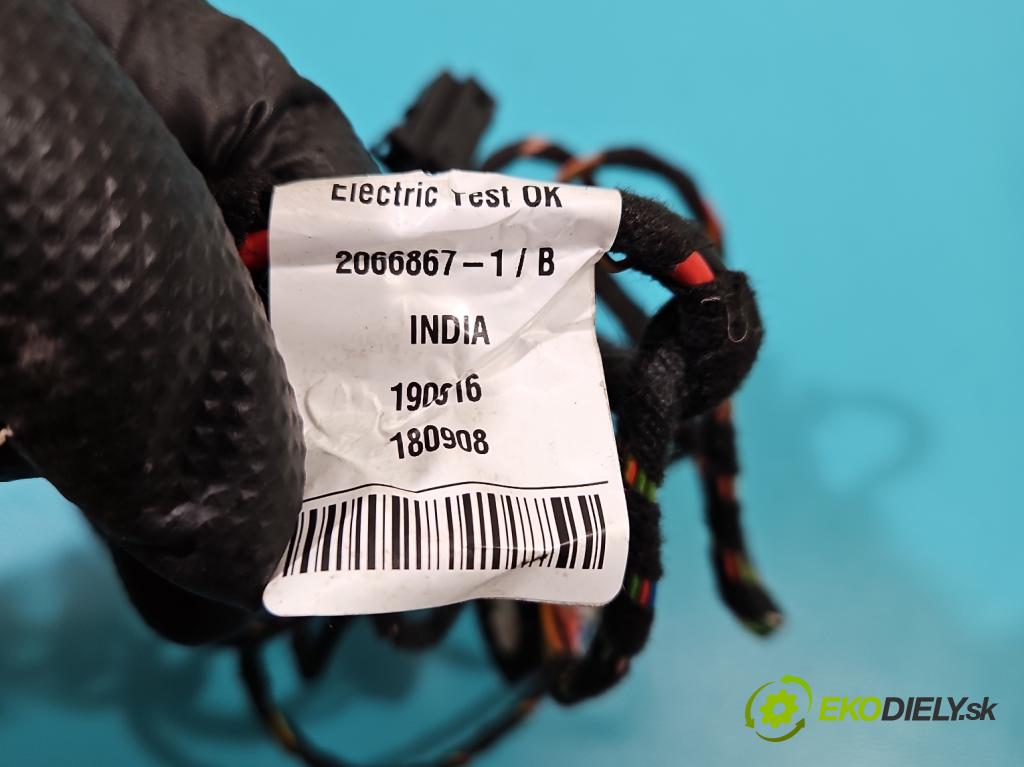 Electric Test OK
2066867-1 / B
INDIA
190516
180908
EKODIELY.sk